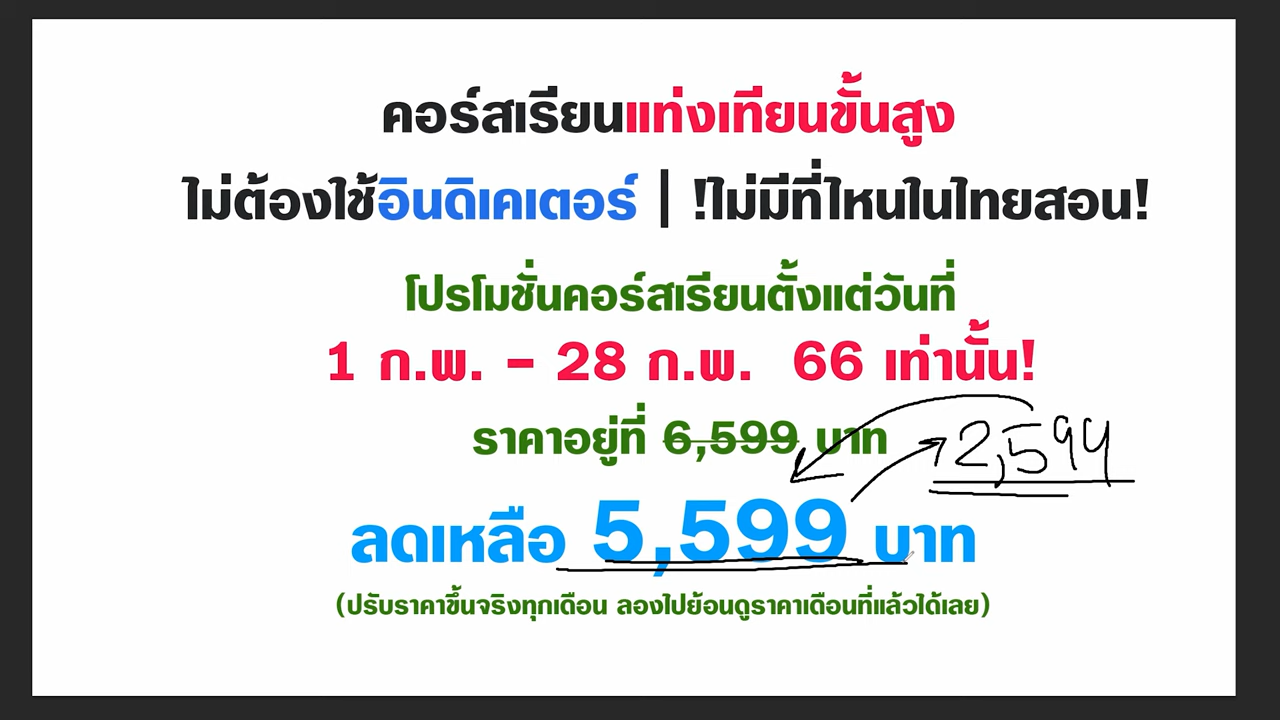 คอร์สเรียนแท่งเทียนขั้นสูง
ไม่ต้องใช้อินดิเคเตอร์ | !ไม่มีที่ไหนในไทยสอน!
โปรโมชั่นคอร์สเรียนตั้งแต่วันที่
1 ก.พ. - 28 ก.พ. 66 เท่านั้น!
ราคาอยู่ที่ 6,599 บาท
2,599
ลดเหลือ 5,599 บาท
(ปรับราคาขึ้นจริงทุกเดือน ลองไปย้อนดูราคาเดือนที่แล้วได้เลย)